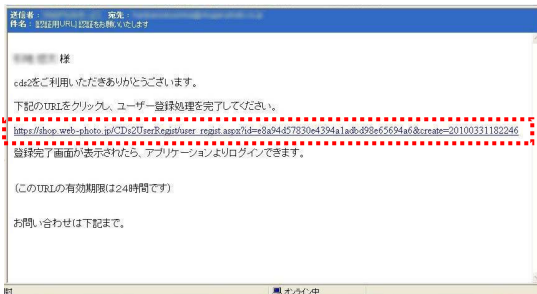 送信者： 宛先：
件名： [認証用URL]認証をお願いいたします
様
cds2をご利用いただきありがとうございます。
下記のURLをクリックし、ユーザー登録処理を完了してください。
https://shop.web-photo.jp/CDs2UserRegist/user_regist.aspx?id=e8a94d57830e4394a1adbd98e65694a6&create=20100331182246
登録完了画面が表示されたら、アプリケーションよりログインできます。
(このURLの有効期限は24時間です)
お問い合わせは下記まで。
オンライン中